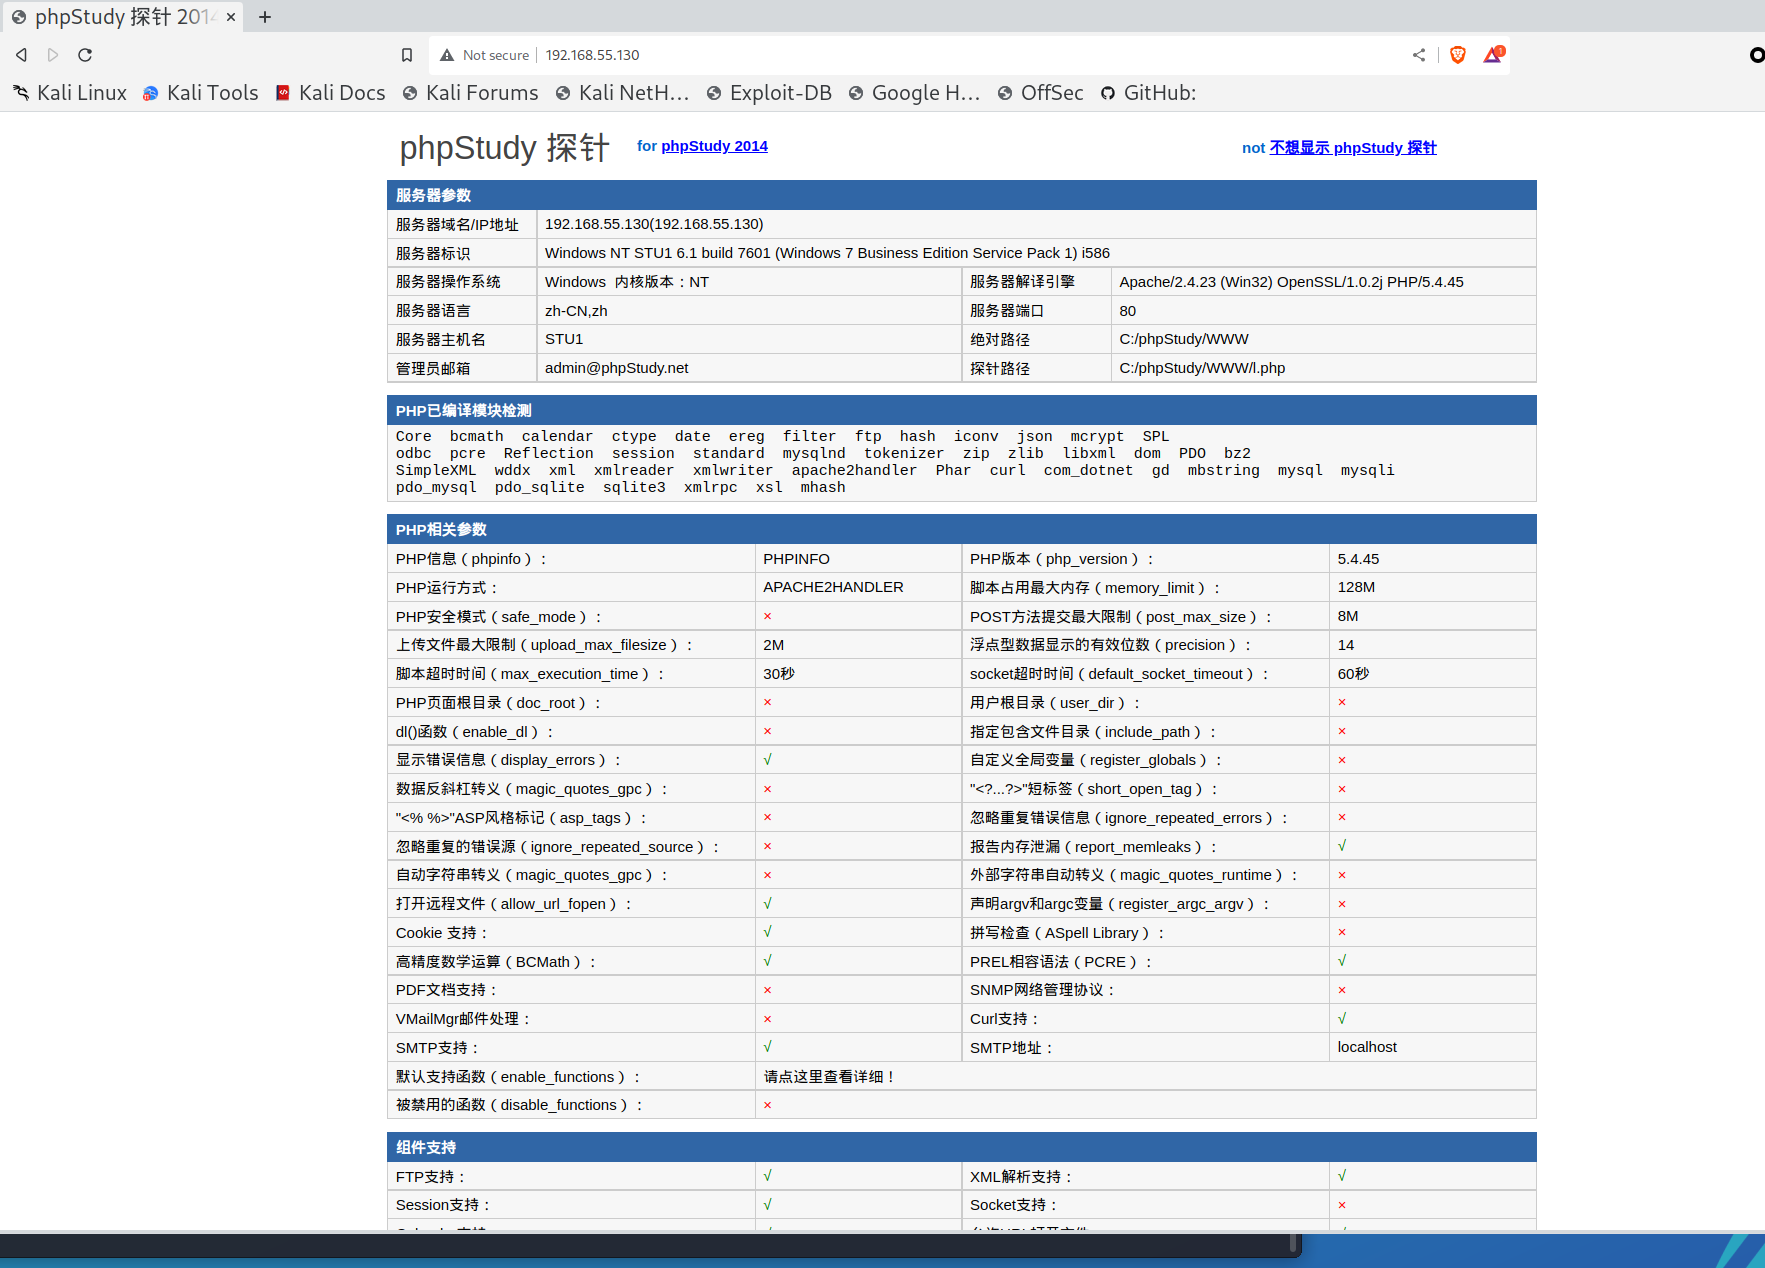 phpStudy 探针 2014
Not secure 192.168.55.130
1
Kali Linux Kali Tools Kali Docs Kali Forums Kali NetH... Exploit-DB Google H... OffSec GitHub:
phpStudy 探针 for phpStudy 2014 not 不想显示 phpStudy 探针
服务器参数
服务器域名/IP地址 192.168.55.130(192.168.55.130)
服务器标识 Windows NT STU1 6.1 build 7601 (Windows 7 Business Edition Service Pack 1) i586
服务器操作系统 Windows 内核版本：NT 服务器解译引擎 Apache/2.4.23 (Win32) OpenSSL/1.0.2j PHP/5.4.45
服务器语言 zh-CN,zh 服务器端口 80
服务器主机名 STU1 绝对路径 C:/phpStudy/WWW
管理员邮箱 admin@phpStudy.net 探针路径 C:/phpStudy/WWW/l.php
PHP已编译模块检测
Core bcmath calendar ctype date ereg filter ftp hash iconv json mcrypt SPL
odbc pcre Reflection session standard mysqlnd tokenizer zip zlib libxml dom PDO bz2
SimpleXML wddx xml xmlreader xmlwriter apache2handler Phar curl com_dotnet gd mbstring mysql mysqli
pdo_mysql pdo_sqlite sqlite3 xmlrpc xsl mhash
PHP相关参数
PHP信息（phpinfo）： PHPINFO PHP版本（php_version）： 5.4.45
PHP运行方式： APACHE2HANDLER 脚本占用最大内存（memory_limit）： 128M
PHP安全模式（safe_mode）： × POST方法提交最大限制（post_max_size）： 8M
上传文件最大限制（upload_max_filesize）： 2M 浮点型数据显示的有效位数（precision）： 14
脚本超时时间（max_execution_time）： 30秒 socket超时时间（default_socket_timeout）： 60秒
PHP页面根目录（doc_root）： × 用户根目录（user_dir）： ×
dl()函数（enable_dl）： × 指定包含文件目录（include_path）： ×
显示错误信息（display_errors）： √ 自定义全局变量（register_globals）： ×
数据反斜杠转义（magic_quotes_gpc）： × "<?...?>"短标签（short_open_tag）： ×
"<% %>"ASP风格标记（asp_tags）： × 忽略重复错误信息（ignore_repeated_errors）： ×
忽略重复的错误源（ignore_repeated_source）： × 报告内存泄漏（report_memleaks）： √
自动字符串转义（magic_quotes_gpc）： × 外部字符串自动转义（magic_quotes_runtime）： ×
打开远程文件（allow_url_fopen）： √ 声明argv和argc变量（register_argc_argv）： ×
Cookie 支持： √ 拼写检查（ASpell Library）： ×
高精度数学运算（BCMath）： √ PREL相容语法（PCRE）： √
PDF文档支持： × SNMP网络管理协议： ×
VMailMgr邮件处理： × Curl支持： √
SMTP支持： √ SMTP地址： localhost
默认支持函数（enable_functions）： 请点这里查看详细！
被禁用的函数（disable_functions）： ×
组件支持
FTP支持： √ XML解析支持： √
Session支持： √ Socket支持： ×